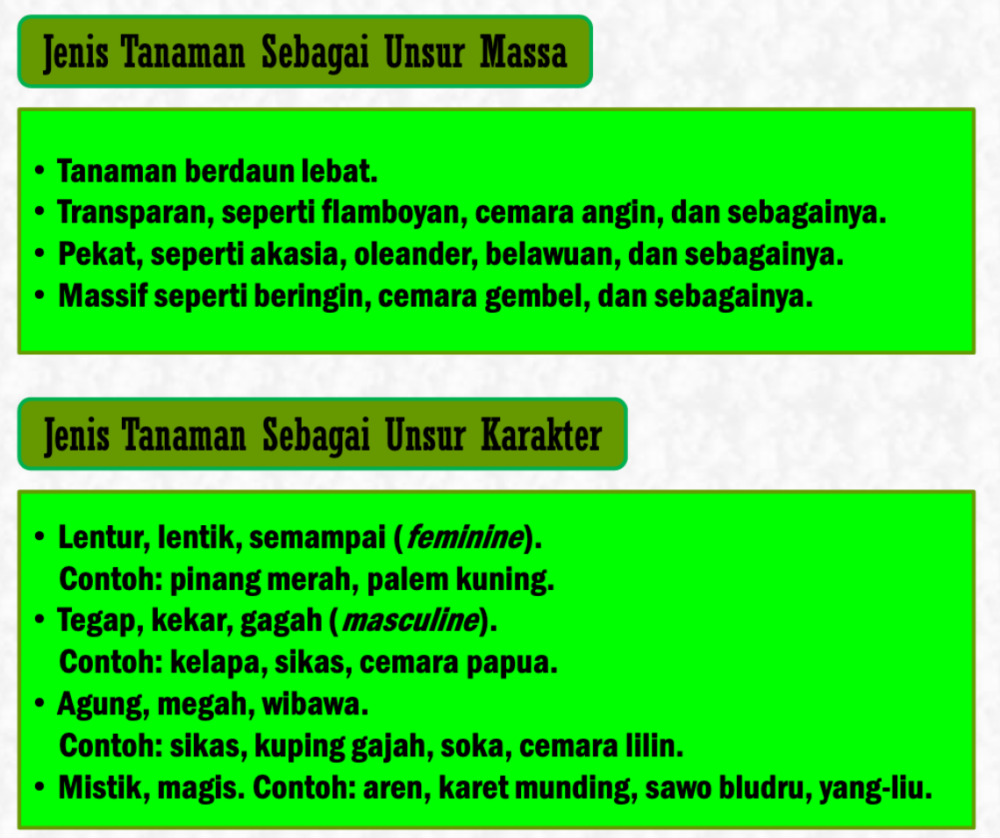 Jenis Tanaman Sebagai Unsur Massa
• Tanaman berdaun lebat.
• Transparan, seperti flamboyan, cemara angin, dan sebagainya.
• Pekat, seperti akasia, oleander, belawuan, dan sebagainya.
• Massif seperti beringin, cemara gembel, dan sebagainya.
Jenis Tanaman Sebagai Unsur Karakter
• Lentur, lentik, semampai (feminine).
Contoh: pinang merah, palem kuning.
• Tegap, kekar, gagah (masculine).
Contoh: kelapa, sikas, cemara papua.
• Agung, megah, wibawa.
Contoh: sikas, kuping gajah, soka, cemara lilin.
• Mistik, magis. Contoh: aren, karet munding, sawo bludru, yang-liu.